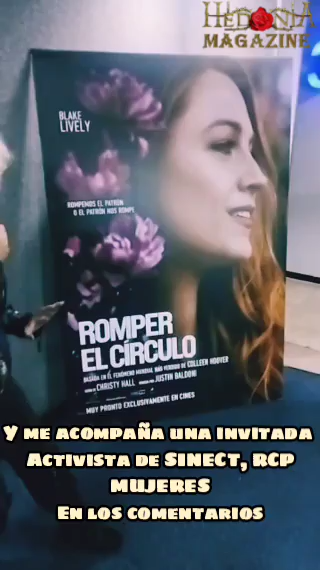 HEDONIA
MAGAZINE
BLAKE
LIVELY
ROMPEMOS EL PATRÓN
O EL PATRÓN NOS ROMPE
ROMPER
EL CÍRCULO
BASADA EN EL FENÓMENO MUNDIAL MÁS VENDIDO DE COLLEEN HOOVER
CHRISTY HALL JUSTIN BALDONI
MUY PRONTO EXCLUSIVAMENTE EN CINES
Y ME ACOMPAÑA UNA INVITADA
ACTIVISTA DE SINECT, RCP
MUJERES
EN LOS COMENTARIOS